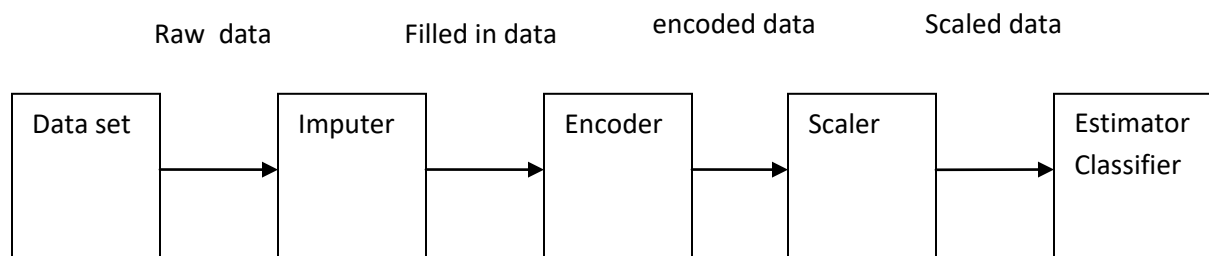 Raw data
Filled in data
encoded data
Scaled data
Data set
Imputer
Encoder
Scaler
Estimator
Classifier